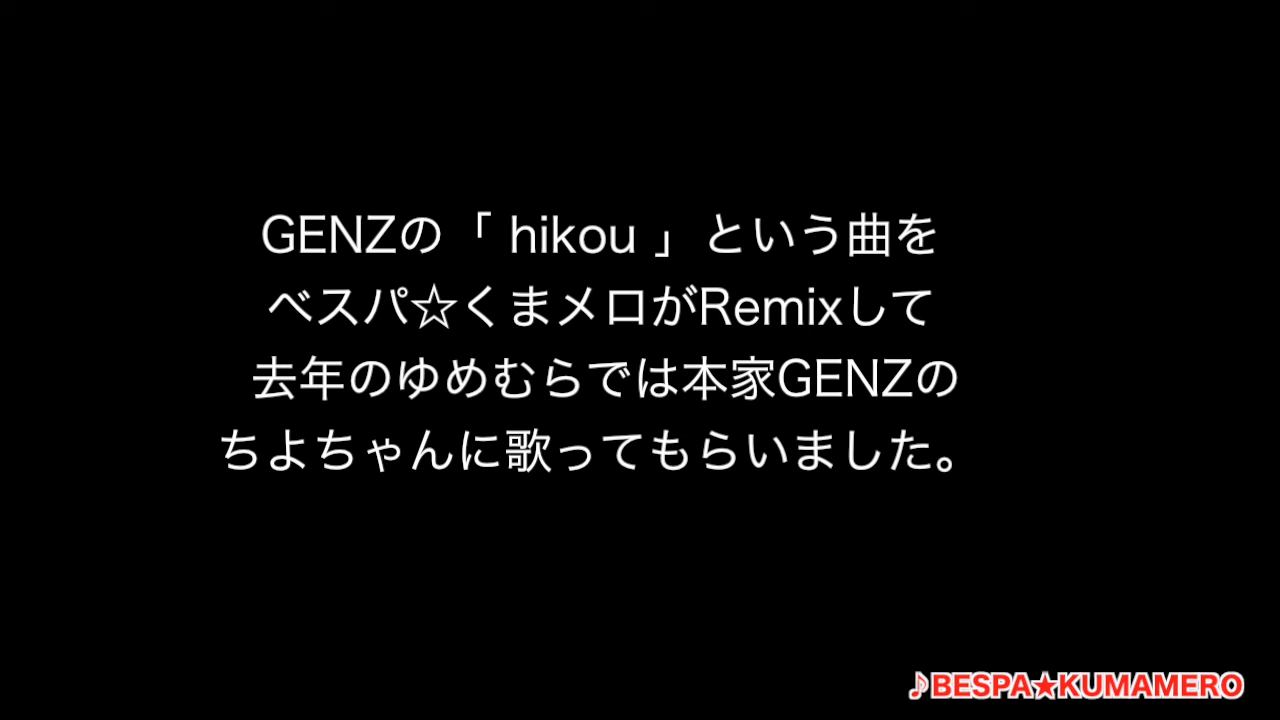 GENZの「 hikou 」という曲を
ベスパ☆くまメロがRemixして
去年のゆめむらでは本家GENZの
ちよちゃんに歌ってもらいました。
♪BESPA★KUMAMERO